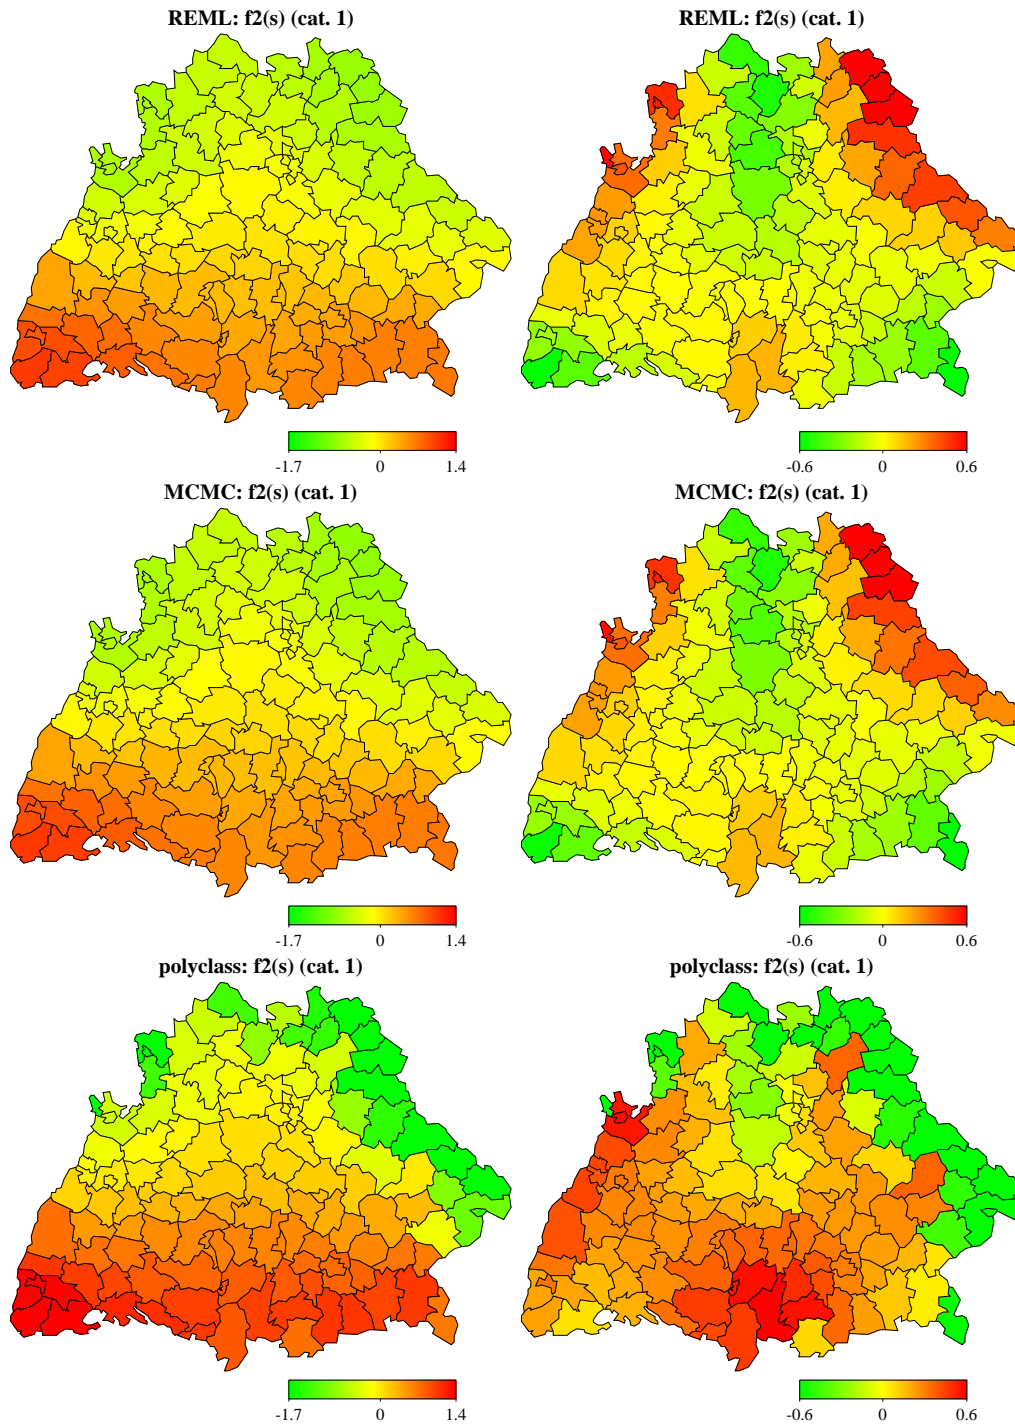 REML: f2(s) (cat. 1)
REML: f2(s) (cat. 1)
-1.7 0 1.4
-0.6 0 0.6
MCMC: f2(s) (cat. 1)
MCMC: f2(s) (cat. 1)
-1.7 0 1.4
-0.6 0 0.6
polyclass: f2(s) (cat. 1)
polyclass: f2(s) (cat. 1)
-1.7 0 1.4
-0.6 0 0.6